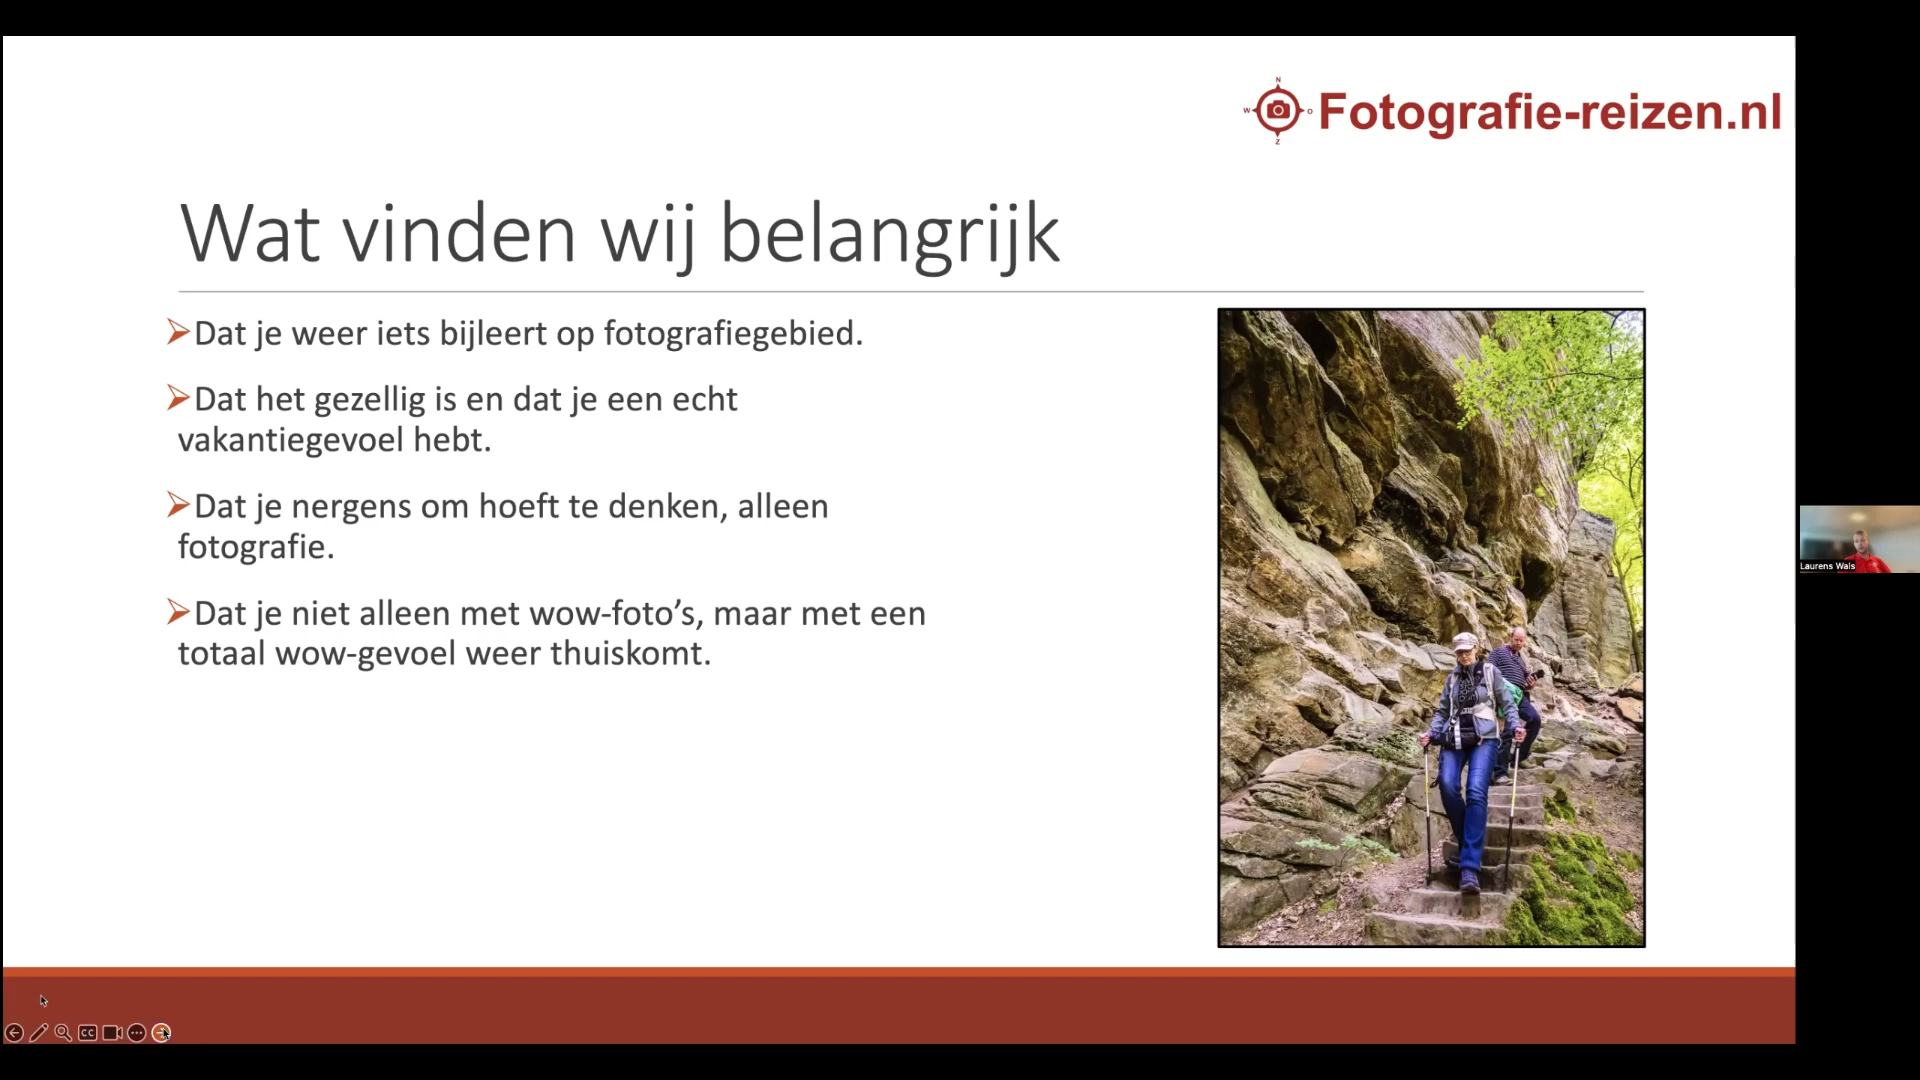 N
W O
Z
Fotografie-reizen.nl
Wat vinden wij belangrijk
➢Dat je weer iets bijleert op fotografiegebied.
➢Dat het gezellig is en dat je een echt
vakantiegevoel hebt.
➢Dat je nergens om hoeft te denken, alleen
fotografie.
➢Dat je niet alleen met wow-foto’s, maar met een
totaal wow-gevoel weer thuiskomt.
Laurens Wals
CC